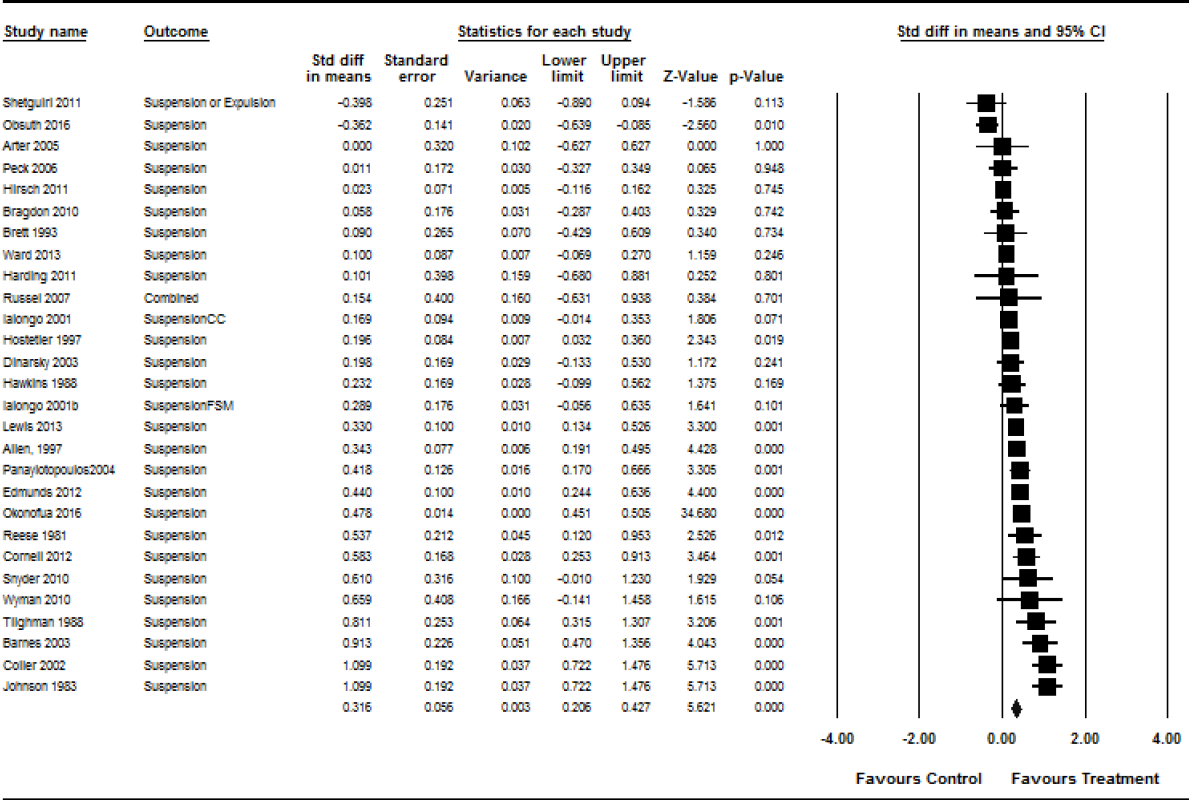 Study name Outcome Statistics for each study Std diff in means and 95% CI
Std diff Standard Lower Upper
in means error Variance limit limit Z-Value p-Value
Shetguiri 2011 Suspension or Expulsion -0.398 0.251 0.063 -0.890 0.094 -1.586 0.113
Obsuth 2016 Suspension -0.362 0.141 0.020 -0.639 -0.085 -2.560 0.010
Arter 2005 Suspension 0.000 0.320 0.102 -0.627 0.627 0.000 1.000
Peck 2006 Suspension 0.011 0.172 0.030 -0.327 0.349 0.065 0.948
Hirsch 2011 Suspension 0.023 0.071 0.005 -0.116 0.162 0.325 0.745
Bragdon 2010 Suspension 0.058 0.176 0.031 -0.287 0.403 0.329 0.742
Brett 1993 Suspension 0.090 0.265 0.070 -0.429 0.609 0.340 0.734
Ward 2013 Suspension 0.100 0.087 0.007 -0.069 0.270 1.159 0.246
Harding 2011 Suspension 0.101 0.398 0.159 -0.680 0.881 0.252 0.801
Russel 2007 Combined 0.154 0.400 0.160 -0.631 0.938 0.384 0.701
Ialongo 2001 SuspensionCC 0.169 0.094 0.009 -0.014 0.353 1.806 0.071
Hostetler 1997 Suspension 0.196 0.084 0.007 0.032 0.360 2.343 0.019
Dinarsky 2003 Suspension 0.198 0.169 0.029 -0.133 0.530 1.172 0.241
Hawkins 1988 Suspension 0.232 0.169 0.028 -0.099 0.562 1.375 0.169
Ialongo 2001b SuspensionFSM 0.289 0.176 0.031 -0.056 0.635 1.641 0.101
Lewis 2013 Suspension 0.330 0.100 0.010 0.134 0.526 3.300 0.001
Allen, 1997 Suspension 0.343 0.077 0.006 0.191 0.495 4.428 0.000
Panayiotopoulos2004 Suspension 0.418 0.126 0.016 0.170 0.666 3.305 0.001
Edmunds 2012 Suspension 0.440 0.100 0.010 0.244 0.636 4.400 0.000
Okonofua 2016 Suspension 0.478 0.014 0.000 0.451 0.505 34.680 0.000
Reese 1981 Suspension 0.537 0.212 0.045 0.120 0.953 2.526 0.012
Cornell 2012 Suspension 0.583 0.168 0.028 0.253 0.913 3.464 0.001
Snyder 2010 Suspension 0.610 0.316 0.100 -0.010 1.230 1.929 0.054
Wyman 2010 Suspension 0.659 0.408 0.166 -0.141 1.458 1.615 0.106
Tilghman 1988 Suspension 0.811 0.253 0.064 0.315 1.307 3.206 0.001
Barnes 2003 Suspension 0.913 0.226 0.051 0.470 1.356 4.043 0.000
Collier 2002 Suspension 1.099 0.192 0.037 0.722 1.476 5.713 0.000
Johnson 1983 Suspension 1.099 0.192 0.037 0.722 1.476 5.713 0.000
0.316 0.056 0.003 0.206 0.427 5.621 0.000
-4.00 -2.00 0.00 2.00 4.00
Favours Control Favours Treatment